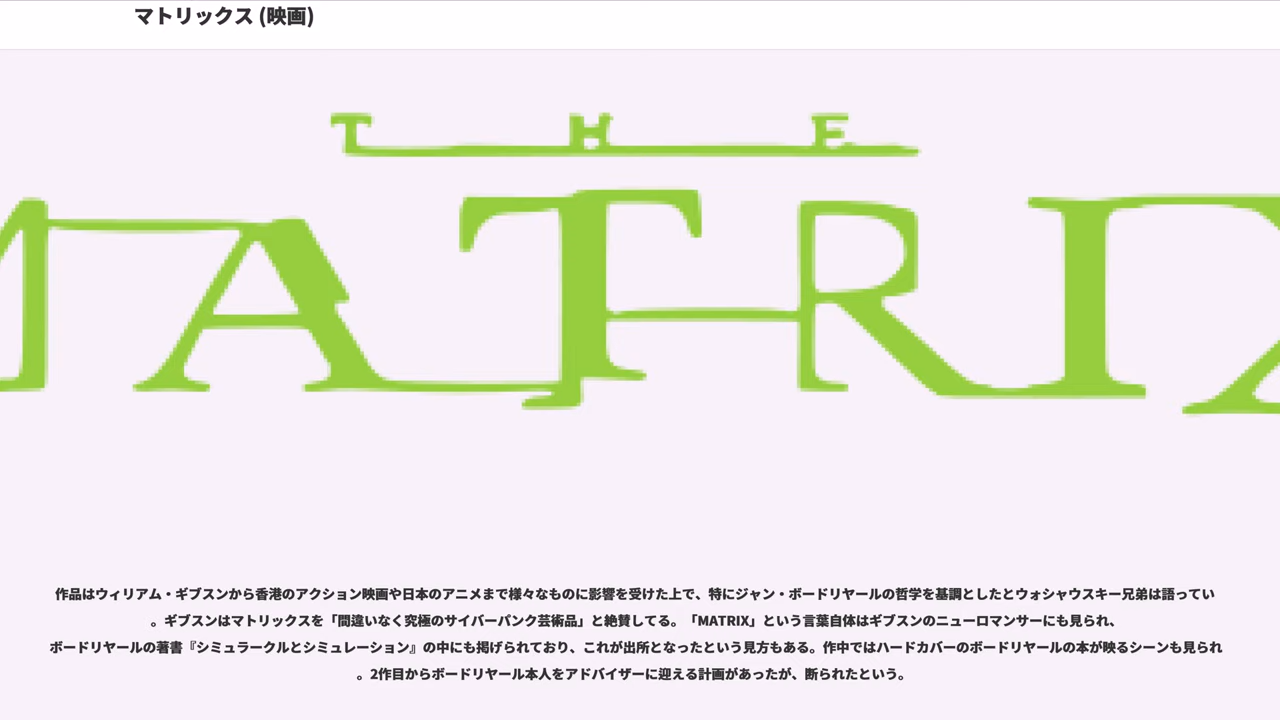 マトリックス (映画)
THE
MATRIX
作品はウィリアム・ギブスンから香港のアクション映画や日本のアニメまで様々なものに影響を受けた上で、特にジャン・ボードリヤールの哲学を基調としたとウォシャウスキー兄弟は語ってい
。ギブスンはマトリックスを「間違いなく究極のサイバーパンク芸術品」と絶賛してる。「MATRIX」という言葉自体はギブスンのニューロマンサーにも見られ、
ボードリヤールの著書『シミュラークルとシミュレーション』の中にも掲げられており、これが出所となったという見方もある。作中ではハードカバーのボードリヤールの本が映るシーンも見られ
。2作目からボードリヤール本人をアドバイザーに迎える計画があったが、断られたという。